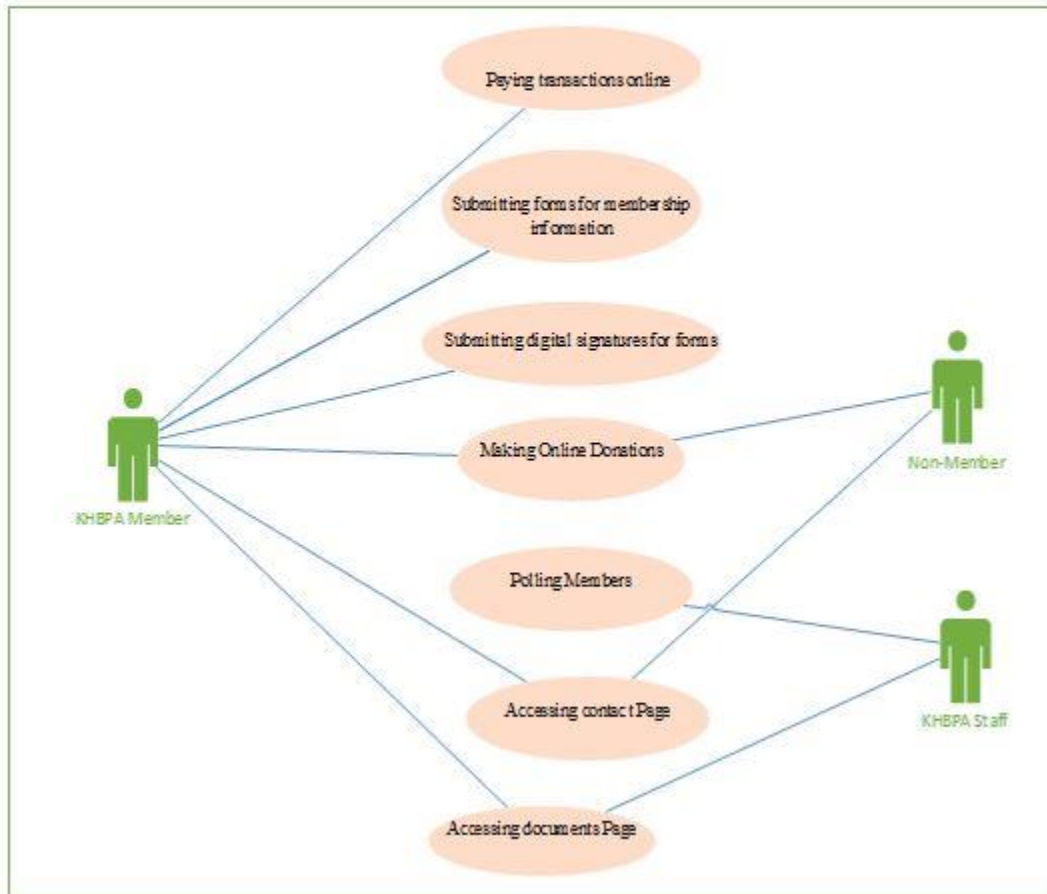 Paying transactions online
Submitting forms for membership
information
Submitting digital signatures for forms
Making Online Donations
Non-Member
KHBPA Member
Polling Members
Accessing contact Page
KHBPA Staff
Accessing documents Page